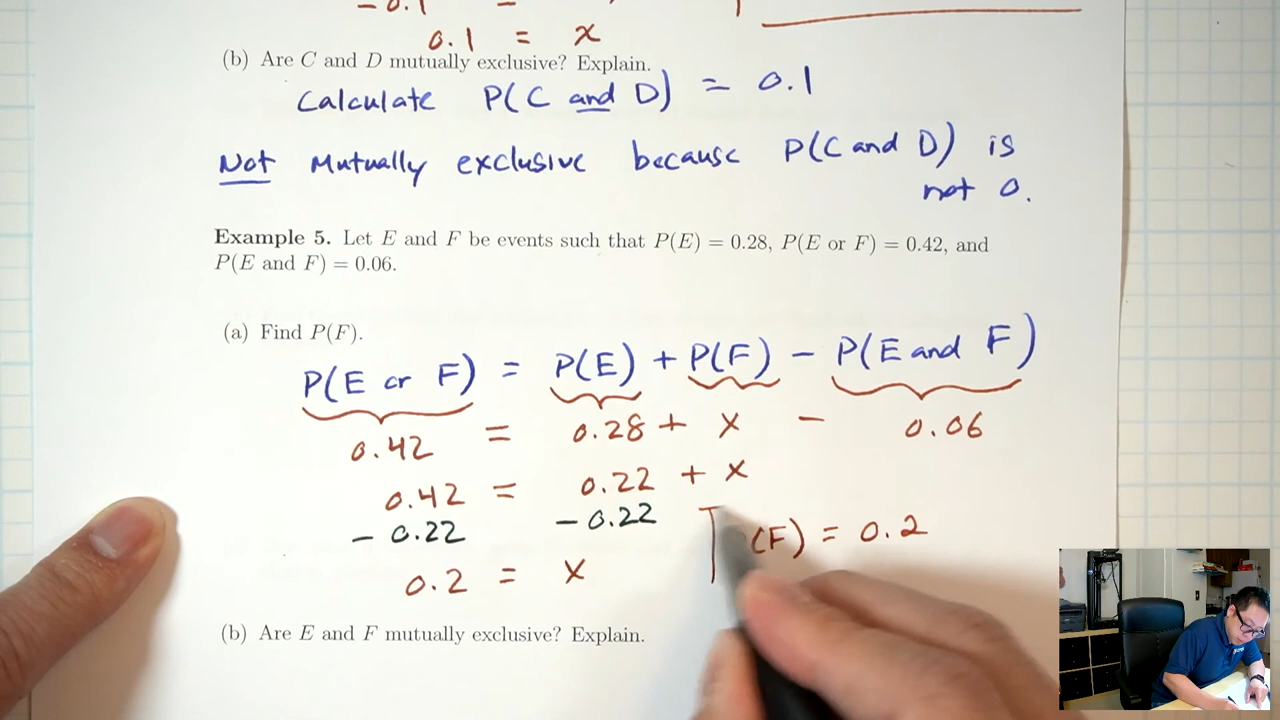 - 0.1 =
0.1 = x
(b) Are C and D mutually exclusive? Explain.
Calculate P(C and D) = 0.1
Not Mutually exclusive because P(C and D) is
not 0.
Example 5. Let E and F be events such that P(E) = 0.28, P(E or F) = 0.42, and
P(E and F) = 0.06.
(a) Find P(F).
P(E or F) = P(E) + P(F) - P(E and F)
0.42 = 0.28 + x - 0.06
0.42 = 0.22 + x
- 0.22 - 0.22
(F) = 0.2
0.2 = x
(b) Are E and F mutually exclusive? Explain.